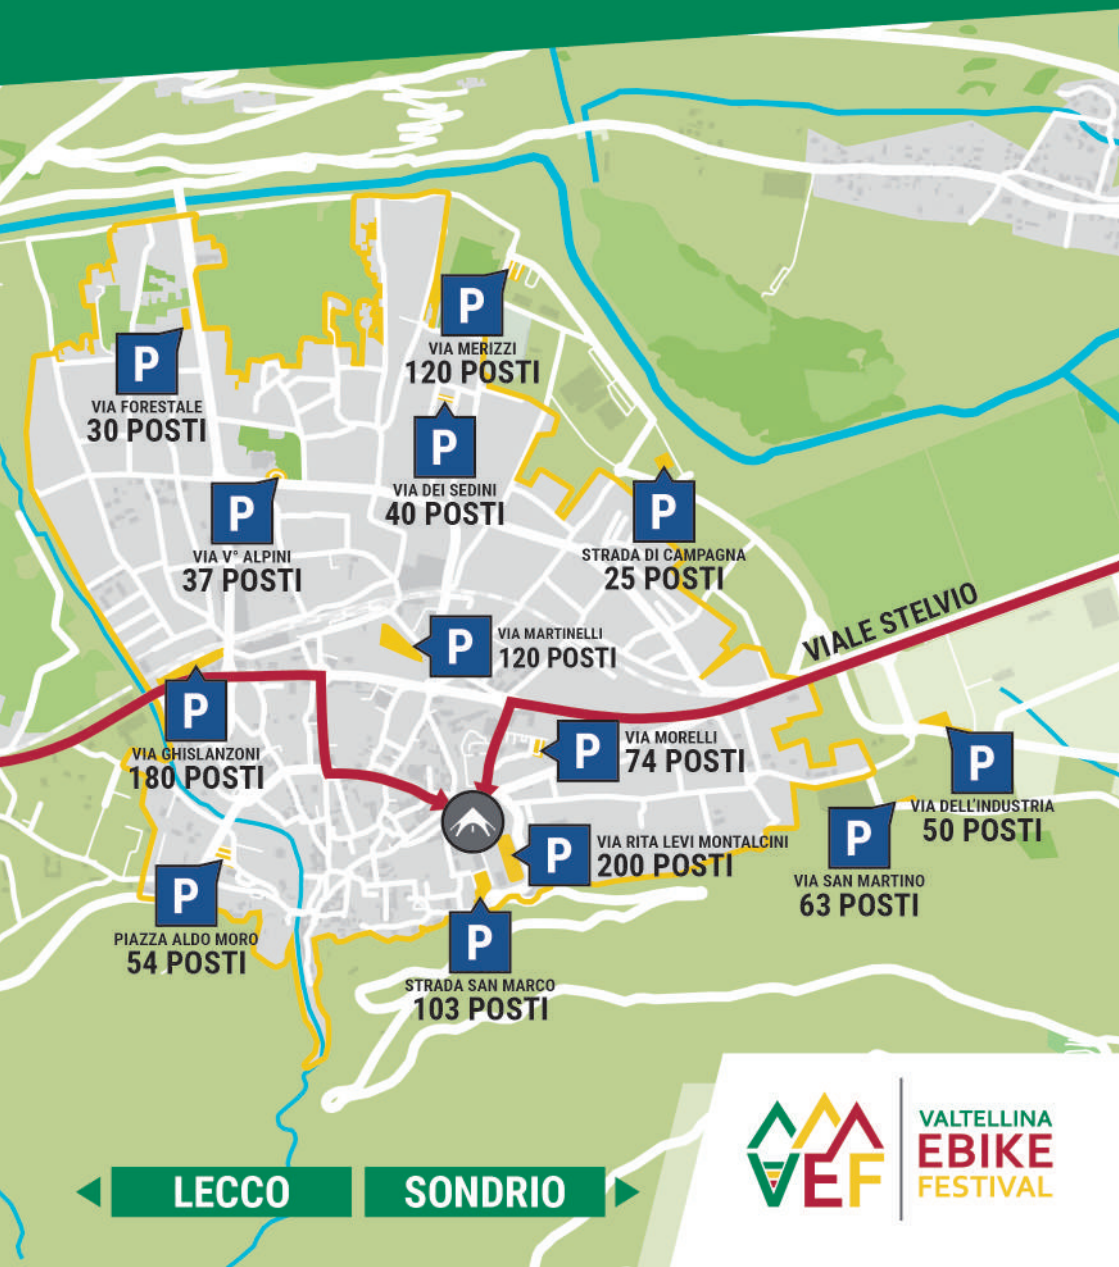 P
VIA MERIZZI
120 POSTI
P
VIA FORESTALE
30 POSTI
P
VIA DEI SEDINI
40 POSTI
P
VIA V° ALPINI
37 POSTI
P
STRADA DI CAMPAGNA
25 POSTI
VIALE STELVIO
P
VIA MARTINELLI
120 POSTI
P
VIA GHISLANZONI
180 POSTI
P
VIA MORELLI
74 POSTI
P
VIA DELL'INDUSTRIA
50 POSTI
P
VIA RITA LEVI MONTALCINI
200 POSTI
P
VIA SAN MARTINO
63 POSTI
P
PIAZZA ALDO MORO
54 POSTI
P
STRADA SAN MARCO
103 POSTI
LECCO
SONDRIO
VEF
VALTELLINA
EBIKE
FESTIVAL